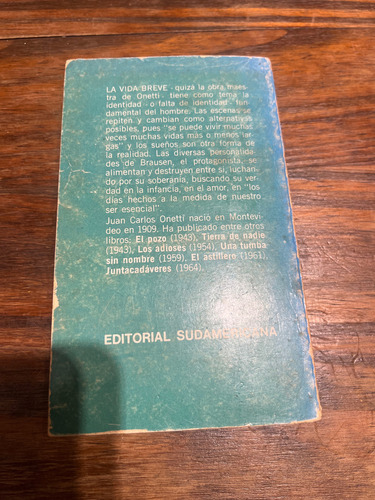 LA VIDA BREVE - quizá la obra maes-
tra de Onetti - tiene como tema la
identidad - o falta de identidad - fun-
damental del hombre. Las escenas se
repiten y cambian como alternativas
posibles, pues "se puede vivir muchas
veces muchas vidas más o menos lar-
gas" y los sueños son otra forma de
la realidad. Las diversas personalida-
des de Brausen, el protagonista, se
alimentan y destruyen entre sí, luchan-
do por su soberanía, buscando su ver-
dad en la infancia, en el amor, en "los
días hechos a la medida de nuestro
ser esencial".
Juan Carlos Onetti nació en Montevi-
deo en 1909. Ha publicado entre otros
libros: El pozo (1943), Tierra de nadie
(1943), Los adioses (1954), Una tumba
sin nombre (1959), El astillero (1961),
Juntacadáveres (1964).
EDITORIAL SUDAMERICANA